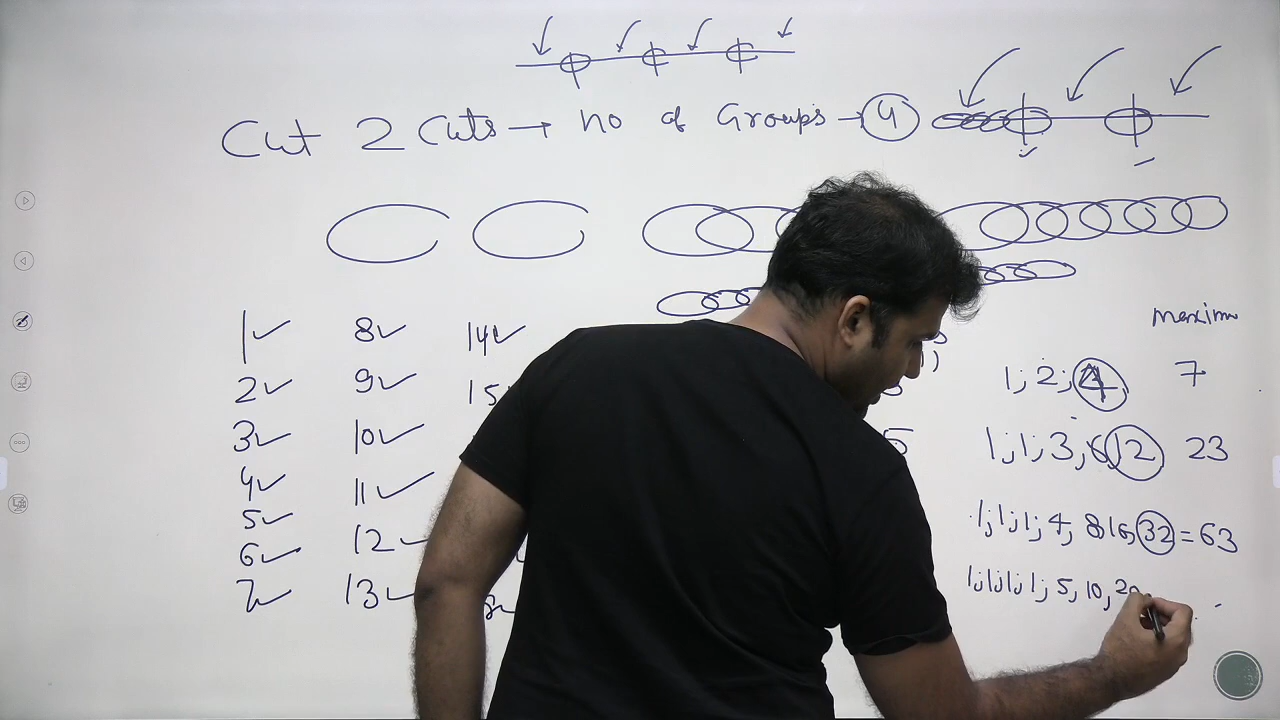 Cut 2 Cuts → no of Groups → 4
maximu
1✓ 8✓ 14✓
2✓ 9✓ 15 1; 2; 4 7
3✓ 10✓ 5 1; 1; 3, 6, 12 23
4✓ 11✓
5✓ 1; 1; 1; 4, 8, 16, 32 = 63
6✓ 12✓
7✓ 13✓ 1; 1; 1; 1; 5, 10, 20